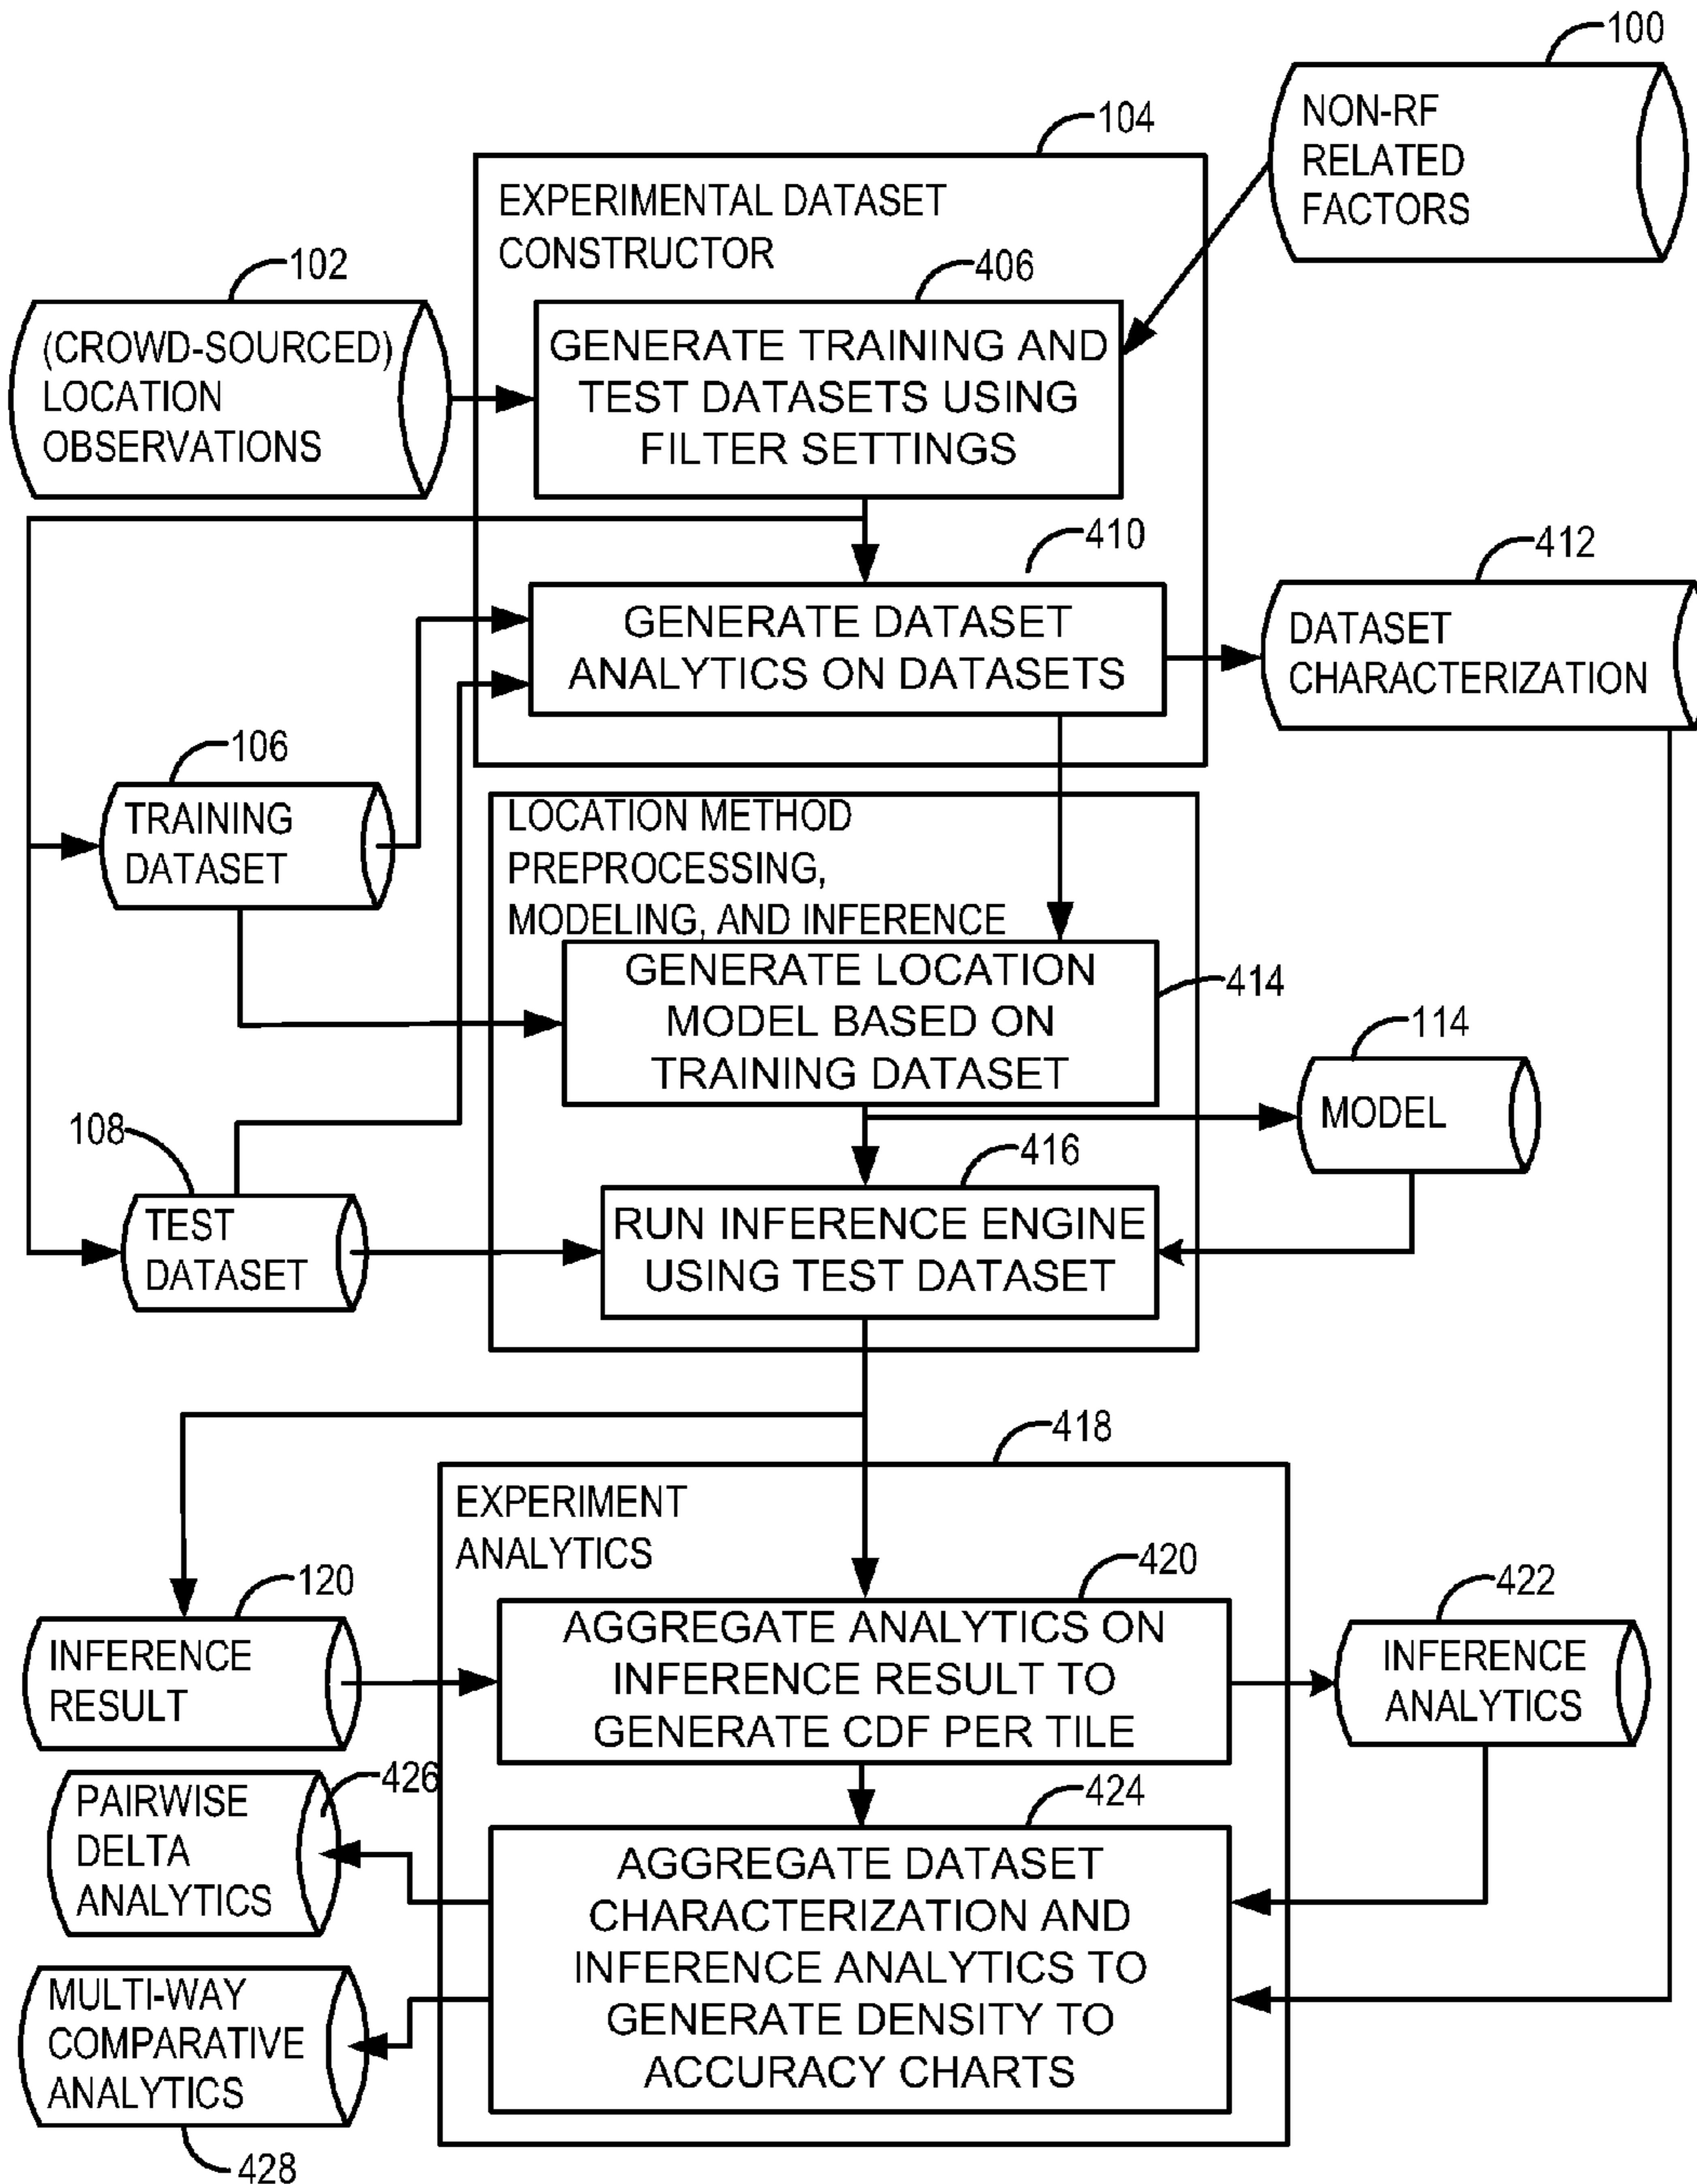 100
NON-RF
RELATED
FACTORS
104
EXPERIMENTAL DATASET
CONSTRUCTOR
102
(CROWD-SOURCED)
LOCATION
OBSERVATIONS
406
GENERATE TRAINING AND
TEST DATASETS USING
FILTER SETTINGS
410
GENERATE DATASET
ANALYTICS ON DATASETS
412
DATASET
CHARACTERIZATION
106
TRAINING
DATASET
LOCATION METHOD
PREPROCESSING,
MODELING, AND INFERENCE
GENERATE LOCATION
MODEL BASED ON
TRAINING DATASET
414
114
MODEL
108
TEST
DATASET
416
RUN INFERENCE ENGINE
USING TEST DATASET
418
EXPERIMENT
ANALYTICS
120
INFERENCE
RESULT
420
AGGREGATE ANALYTICS ON
INFERENCE RESULT TO
GENERATE CDF PER TILE
422
INFERENCE
ANALYTICS
426
PAIRWISE
DELTA
ANALYTICS
424
AGGREGATE DATASET
CHARACTERIZATION AND
INFERENCE ANALYTICS TO
GENERATE DENSITY TO
ACCURACY CHARTS
MULTI-WAY
COMPARATIVE
ANALYTICS
428